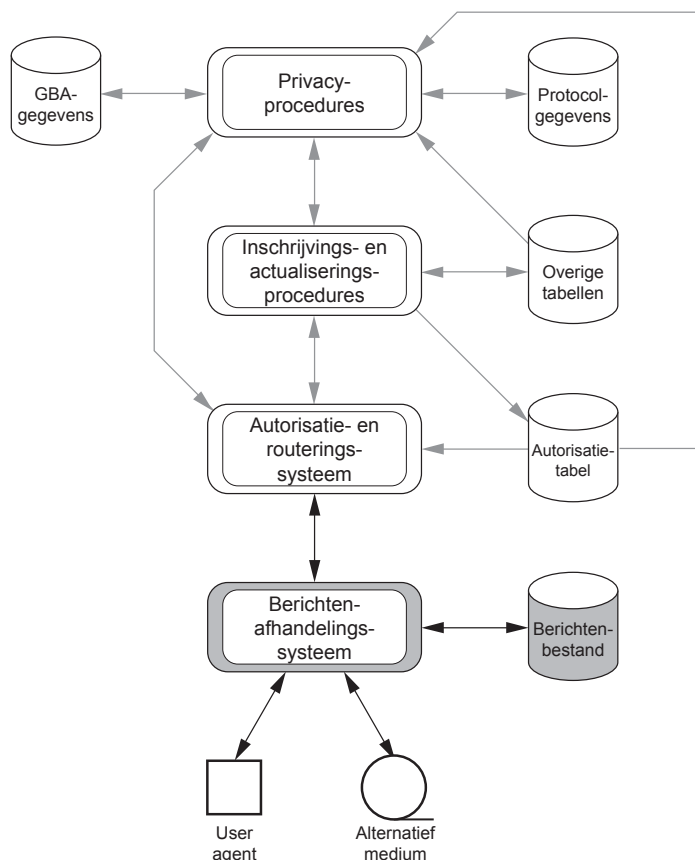 Privacy-
procedures
GBA-
gegevens
Protocol-
gegevens
Inschrijvings- en
actualiserings-
procedures
Overige
tabellen
Autorisatie- en
routerings-
systeem
Autorisatie-
tabel
Berichten-
afhandelings-
systeem
Berichten-
bestand
User
agent
Alternatief
medium